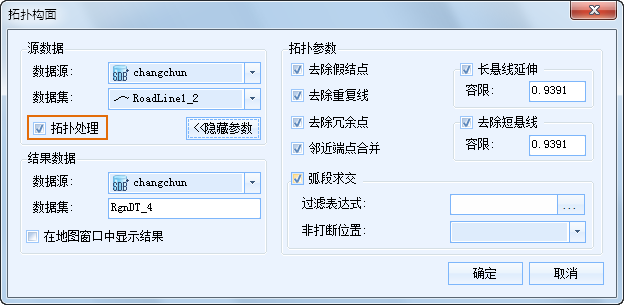 拓扑构面
源数据
数据源: SDB changchun
数据集: RoadLine1_2
拓扑处理 <<隐藏参数
结果数据
数据源: SDB changchun
数据集: RgnDT_4
在地图窗口中显示结果
拓扑参数
去除假结点
去除重复线
去除冗余点
邻近端点合并
长悬线延伸
容限: 0.9391
去除短悬线
容限: 0.9391
弧段求交
过滤表达式: ...
非打断位置:
确定 取消